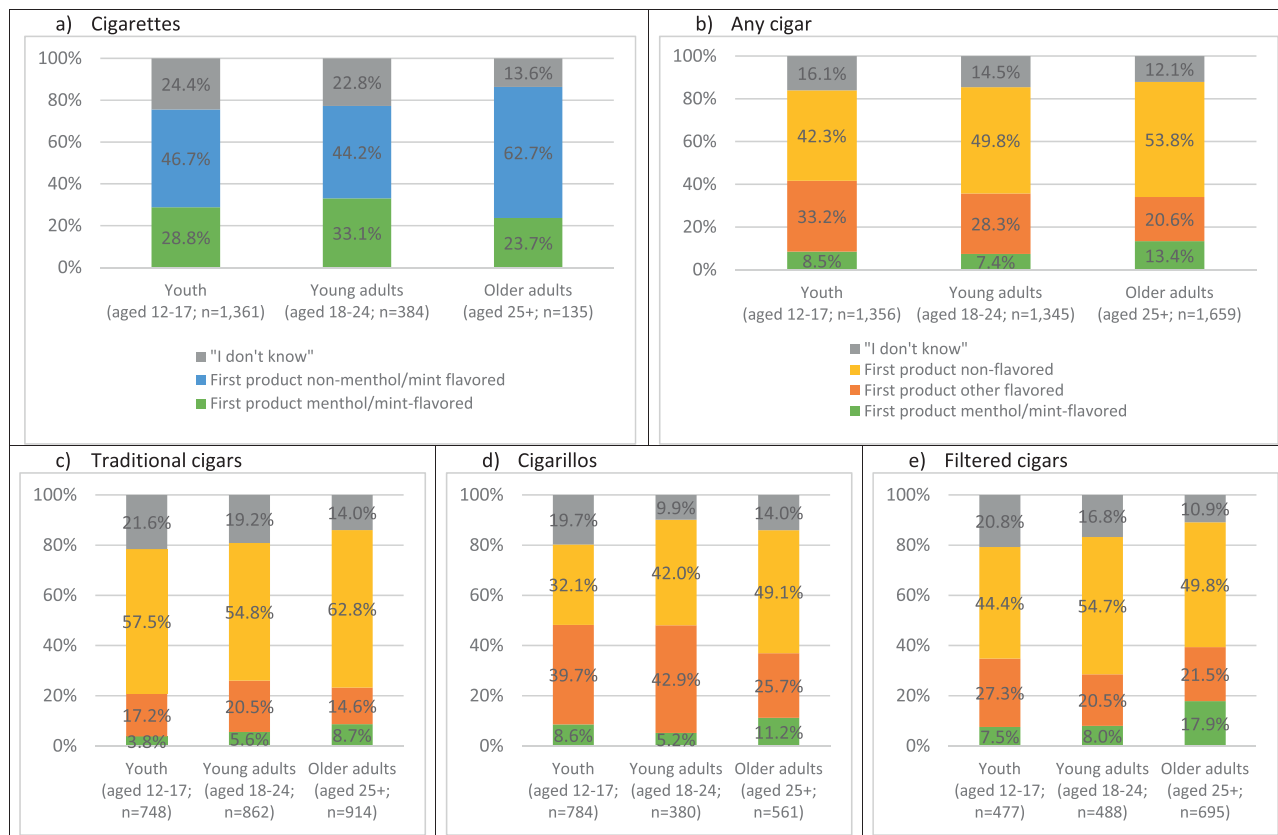 a) Cigarettes
100%
80%
60%
40%
20%
0%
24.4%
22.8%
13.6%
46.7%
44.2%
62.7%
28.8%
33.1%
23.7%
Youth
(aged 12-17; n=1,361)
Young adults
(aged 18-24; n=384)
Older adults
(aged 25+; n=135)
"I don't know"
First product non-menthol/mint flavored
First product menthol/mint-flavored
b) Any cigar
100%
80%
60%
40%
20%
0%
16.1%
14.5%
12.1%
42.3%
49.8%
53.8%
33.2%
28.3%
20.6%
8.5%
7.4%
13.4%
Youth
(aged 12-17; n=1,356)
Young adults
(aged 18-24; n=1,345)
Older adults
(aged 25+; n=1,659)
"I don't know"
First product non-flavored
First product other flavored
First product menthol/mint-flavored
c) Traditional cigars
100%
80%
60%
40%
20%
0%
21.6%
19.2%
14.0%
57.5%
54.8%
62.8%
17.2%
20.5%
14.6%
3.8%
5.6%
8.7%
Youth
(aged 12-17;
n=748)
Young adults
(aged 18-24;
n=862)
Older adults
(aged 25+;
n=914)
d) Cigarillos
100%
80%
60%
40%
20%
0%
19.7%
9.9%
14.0%
32.1%
42.0%
49.1%
39.7%
42.9%
25.7%
8.6%
5.2%
11.2%
Youth
(aged 12-17;
n=784)
Young adults
(aged 18-24;
n=380)
Older adults
(aged 25+;
n=561)
e) Filtered cigars
100%
80%
60%
40%
20%
0%
20.8%
16.8%
10.9%
44.4%
54.7%
49.8%
27.3%
20.5%
21.5%
7.5%
8.0%
17.9%
Youth
(aged 12-17;
n=477)
Young adults
(aged 18-24;
n=488)
Older adults
(aged 25+;
n=695)